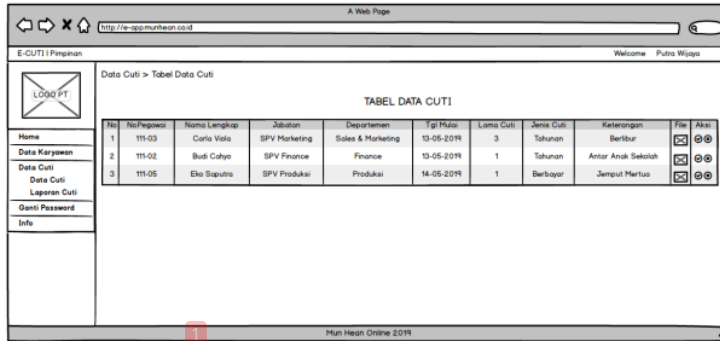 A Web Page
http://e-app.munhean.co.id
E-CUTI | Pimpinan
Welcome Putra Wijaya
LOGO PT
Data Cuti > Tabel Data Cuti
TABEL DATA CUTI
No NoPegawai Nama Lengkap Jabatan Departemen Tgl Mulai Lama Cuti Jenis Cuti Keterangan File Aksi
1 111-03 Carla Viola SPV Marketing Sales & Marketing 13-05-2019 3 Tahunan Berlibur
2 111-02 Budi Cahya SPV Finance Finance 13-05-2019 1 Tahunan Antar Anak Sekolah
3 111-05 Eko Saputra SPV Produksi Produksi 14-05-2019 1 Berbayar Jemput Mertua
Home
Data Karyawan
Data Cuti
Data Cuti
Laporan Cuti
Ganti Password
Info
1
Mun Hean Online 2019